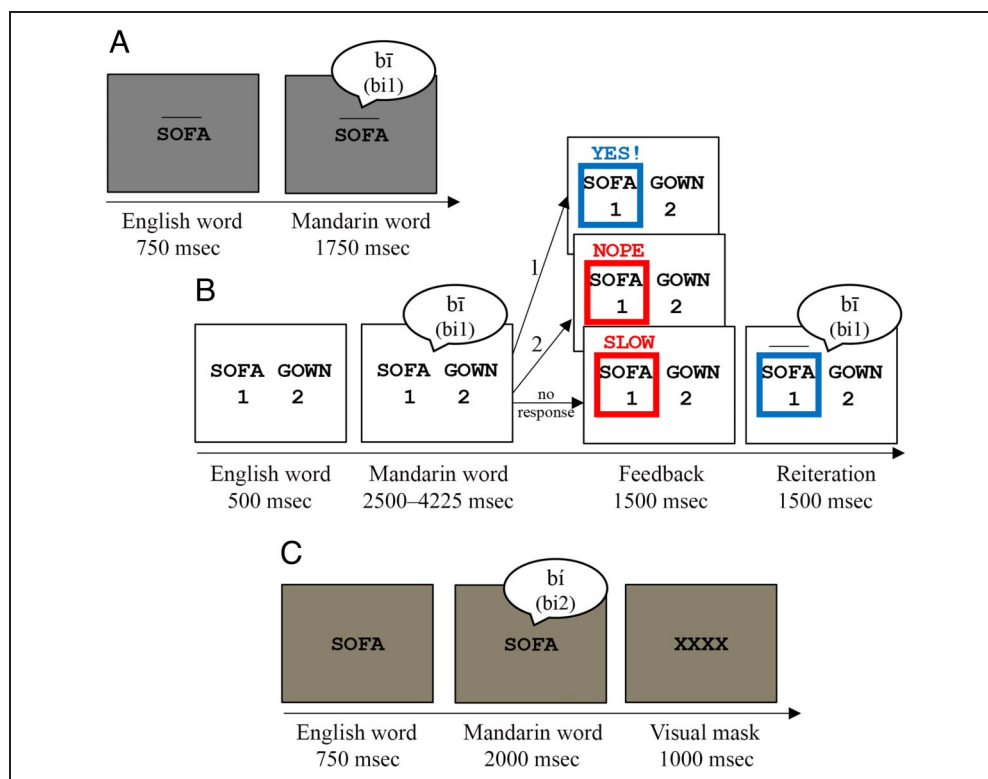 A
bī
(bi1)
SOFA
SOFA
English word
750 msec
Mandarin word
1750 msec
B
SOFA GOWN
1 2
English word
500 msec
bī
(bi1)
SOFA GOWN
1 2
Mandarin word
2500–4225 msec
1
2
no
response
YES!
SOFA GOWN
1 2
NOPE
SOFA GOWN
1 2
SLOW
SOFA GOWN
1 2
Feedback
1500 msec
bī
(bi1)
SOFA GOWN
1 2
Reiteration
1500 msec
C
SOFA
English word
750 msec
bí
(bi2)
SOFA
Mandarin word
2000 msec
XXXX
Visual mask
1000 msec